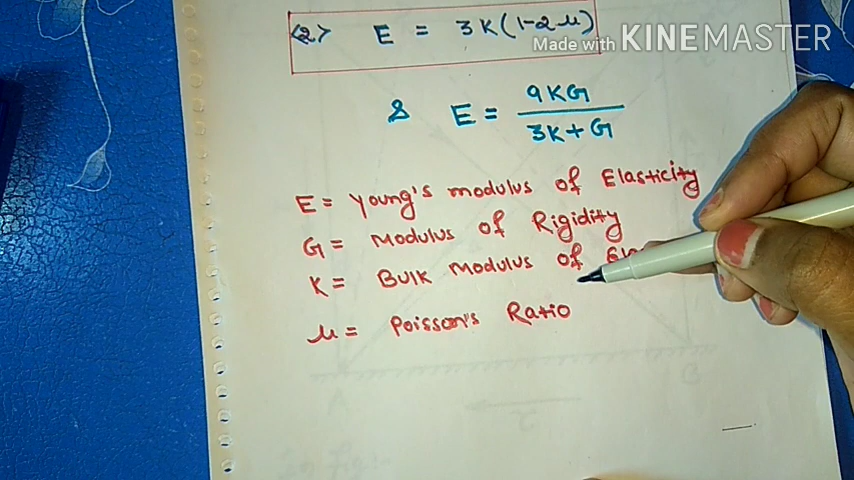 <2> E = 3K(1-2μ)
Made with KINEMASTER
& E = 9KG / 3K+G
E = Young's modulus of Elasticity
G = Modulus of Rigidity
K = Bulk Modulus of
μ = Poisson's Ratio